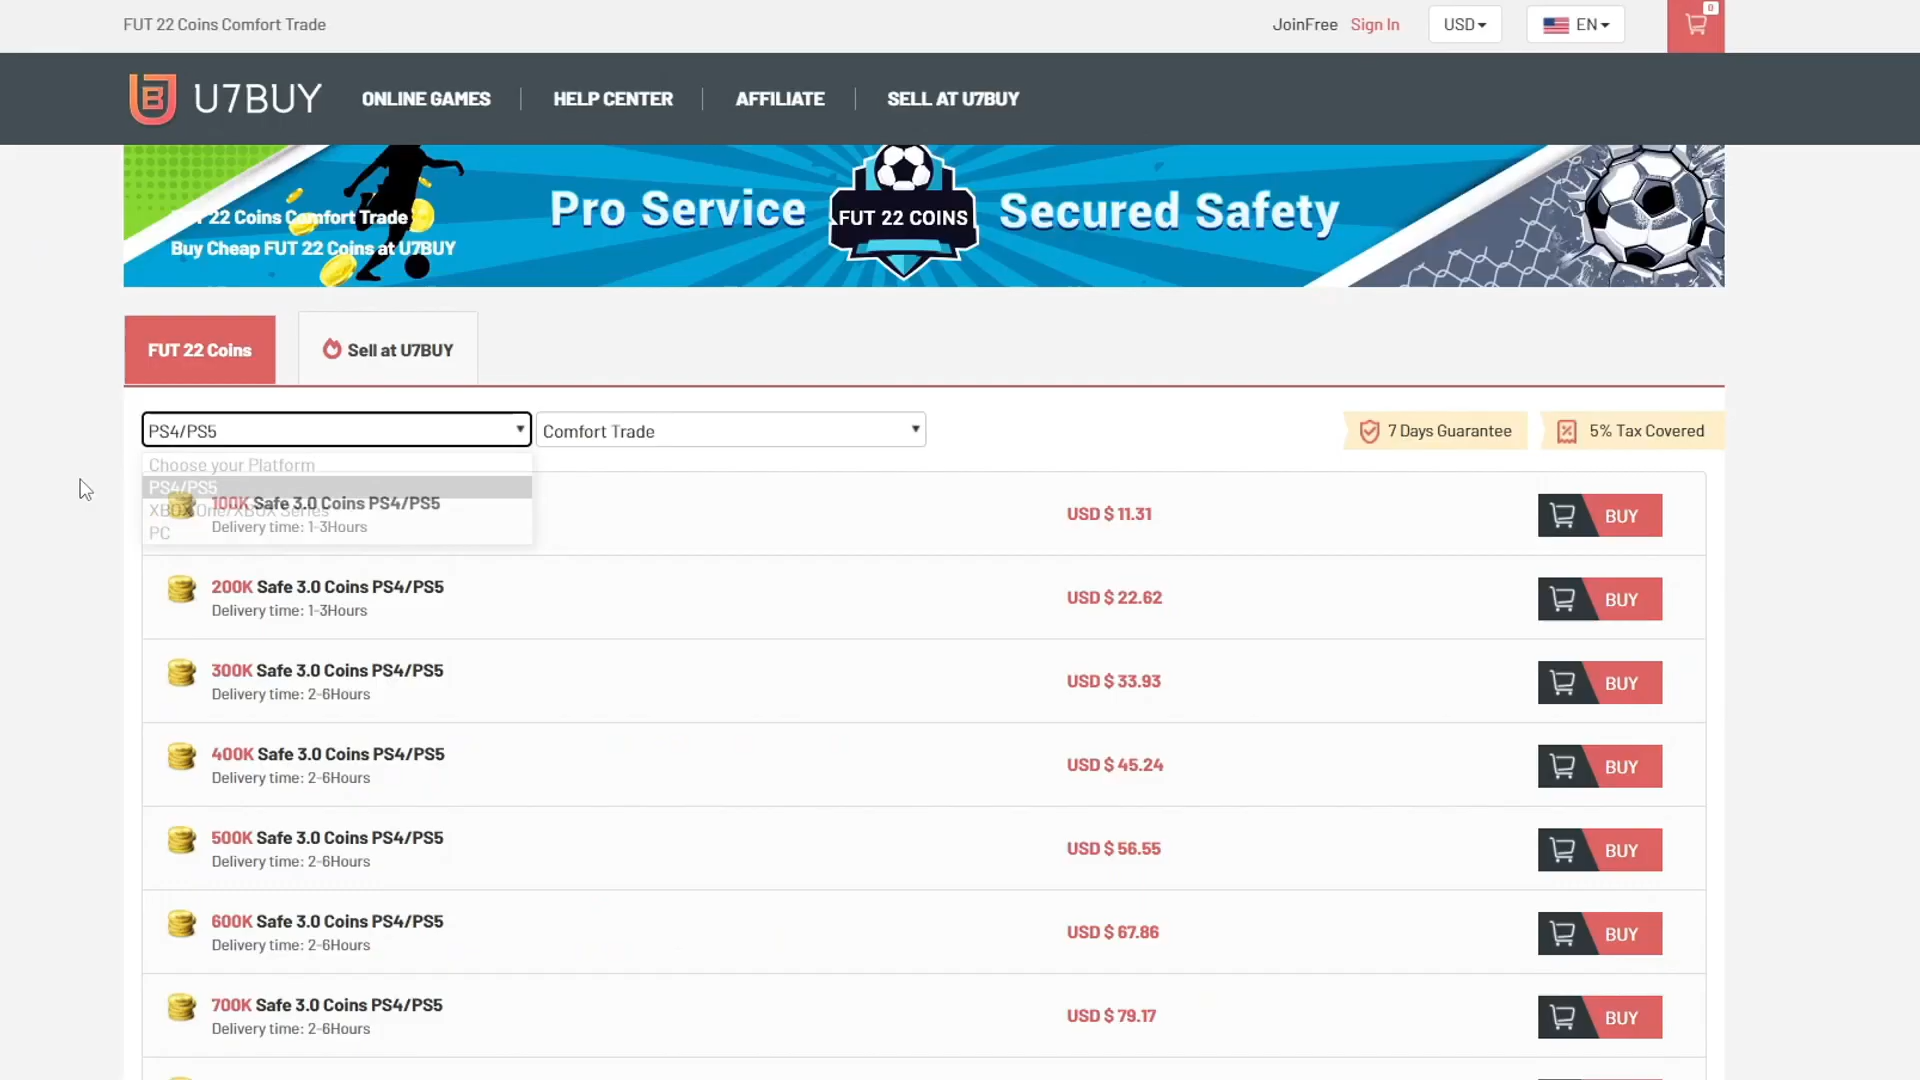 FUT 22 Coins Comfort Trade
JoinFree Sign In USD EN 0
U7BUY ONLINE GAMES HELP CENTER AFFILIATE SELL AT U7BUY
FUT 22 Coins Comfort Trade
Buy Cheap FUT 22 Coins at U7BUY
Pro Service FUT 22 COINS Secured Safety
FUT 22 Coins Sell at U7BUY
PS4/PS5 Comfort Trade 7 Days Guarantee 5% Tax Covered
Choose your Platform
PS4/PS5
XBOX One/XBOX Series
PC
100K Safe 3.0 Coins PS4/PS5
Delivery time: 1-3Hours
USD $ 11.31 BUY
200K Safe 3.0 Coins PS4/PS5
Delivery time: 1-3Hours
USD $ 22.62 BUY
300K Safe 3.0 Coins PS4/PS5
Delivery time: 2-6Hours
USD $ 33.93 BUY
400K Safe 3.0 Coins PS4/PS5
Delivery time: 2-6Hours
USD $ 45.24 BUY
500K Safe 3.0 Coins PS4/PS5
Delivery time: 2-6Hours
USD $ 56.55 BUY
600K Safe 3.0 Coins PS4/PS5
Delivery time: 2-6Hours
USD $ 67.86 BUY
700K Safe 3.0 Coins PS4/PS5
Delivery time: 2-6Hours
USD $ 79.17 BUY